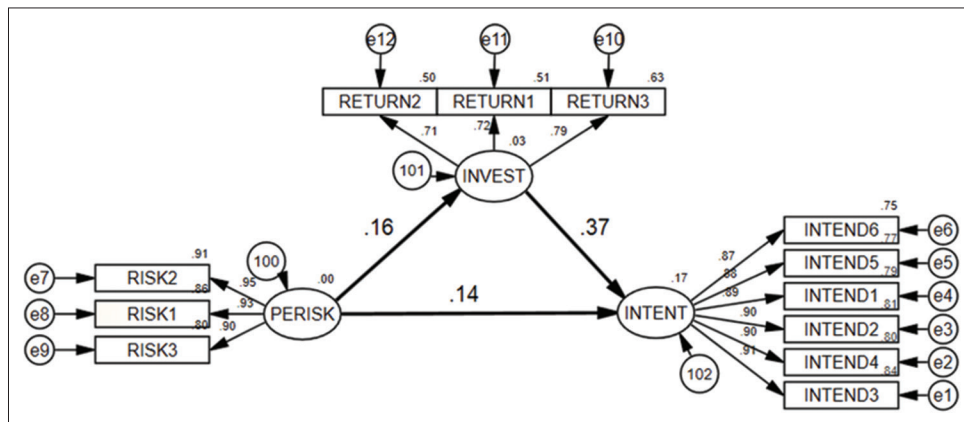 e12 e11 e10
.50 .51 .63
RETURN2 RETURN1 RETURN3
.71 .72 .79
.03
101 INVEST
.16 .37
.75
INTEND6 e6
.77
.91
100 .00 .17
.87
INTEND5 e5
.79
e7 RISK2 .95
.88
.86
.14
.89 INTEND1 e4
.81
e8 RISK1 .93 PERISK INTENT
.90 INTEND2 e3
.80
.80
e9 RISK3 .90
.90 INTEND4 e2
.84
102
.91 INTEND3 e1